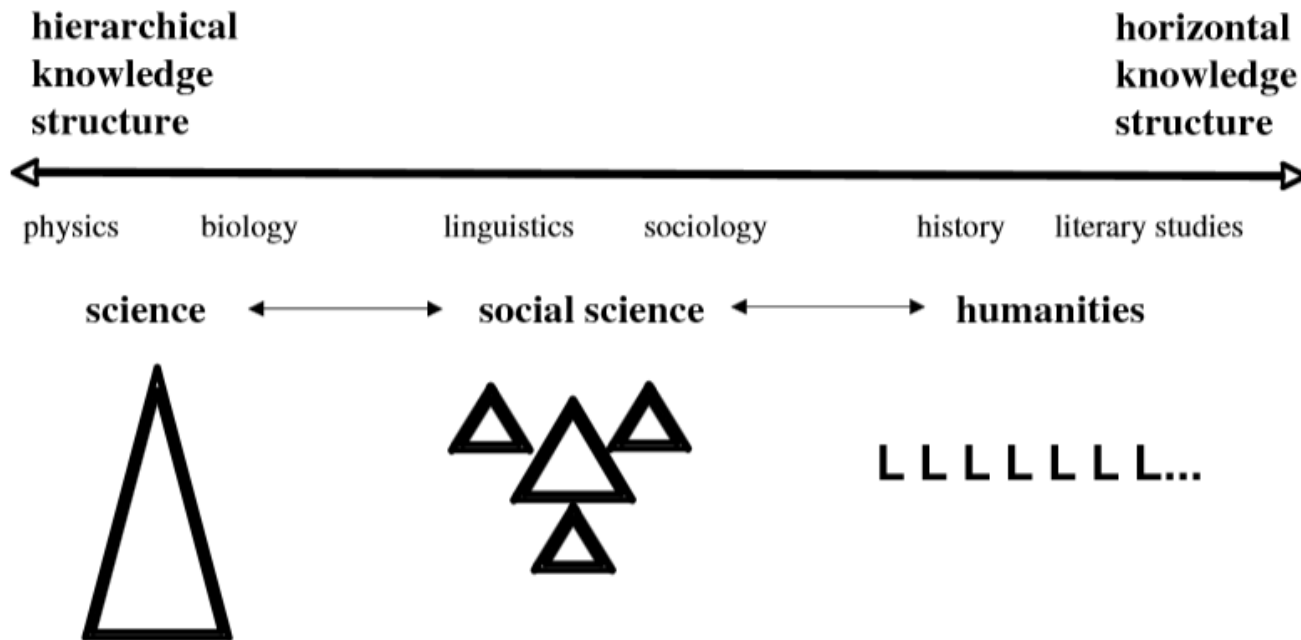 hierarchical
knowledge
structure
horizontal
knowledge
structure
physics biology linguistics sociology history literary studies
science social science humanities
L L L L L L L...